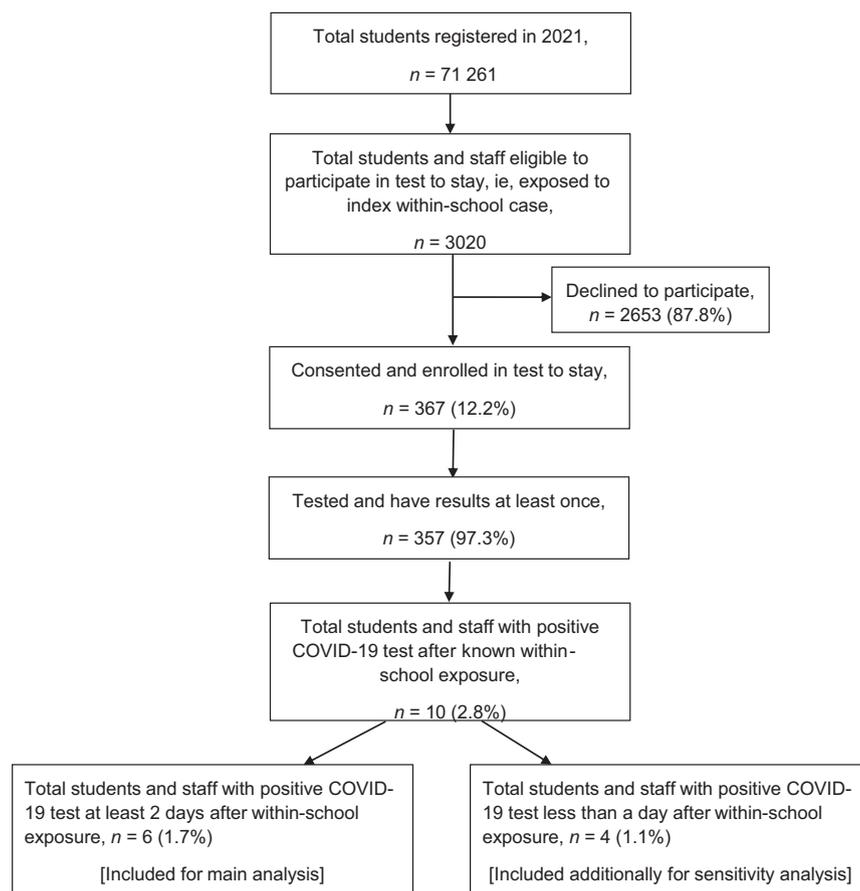 Total students registered in 2021,
n = 71 261
Total students and staff eligible to
participate in test to stay, ie, exposed to
index within-school case,
n = 3020
Declined to participate,
n = 2653 (87.8%)
Consented and enrolled in test to stay,
n = 367 (12.2%)
Tested and have results at least once,
n = 357 (97.3%)
Total students and staff with positive
COVID-19 test after known within-
school exposure,
n = 10 (2.8%)
Total students and staff with positive COVID-
19 test at least 2 days after within-school
exposure, n = 6 (1.7%)
[Included for main analysis]
Total students and staff with positive COVID-
19 test less than a day after within-school
exposure, n = 4 (1.1%)
[Included additionally for sensitivity analysis]